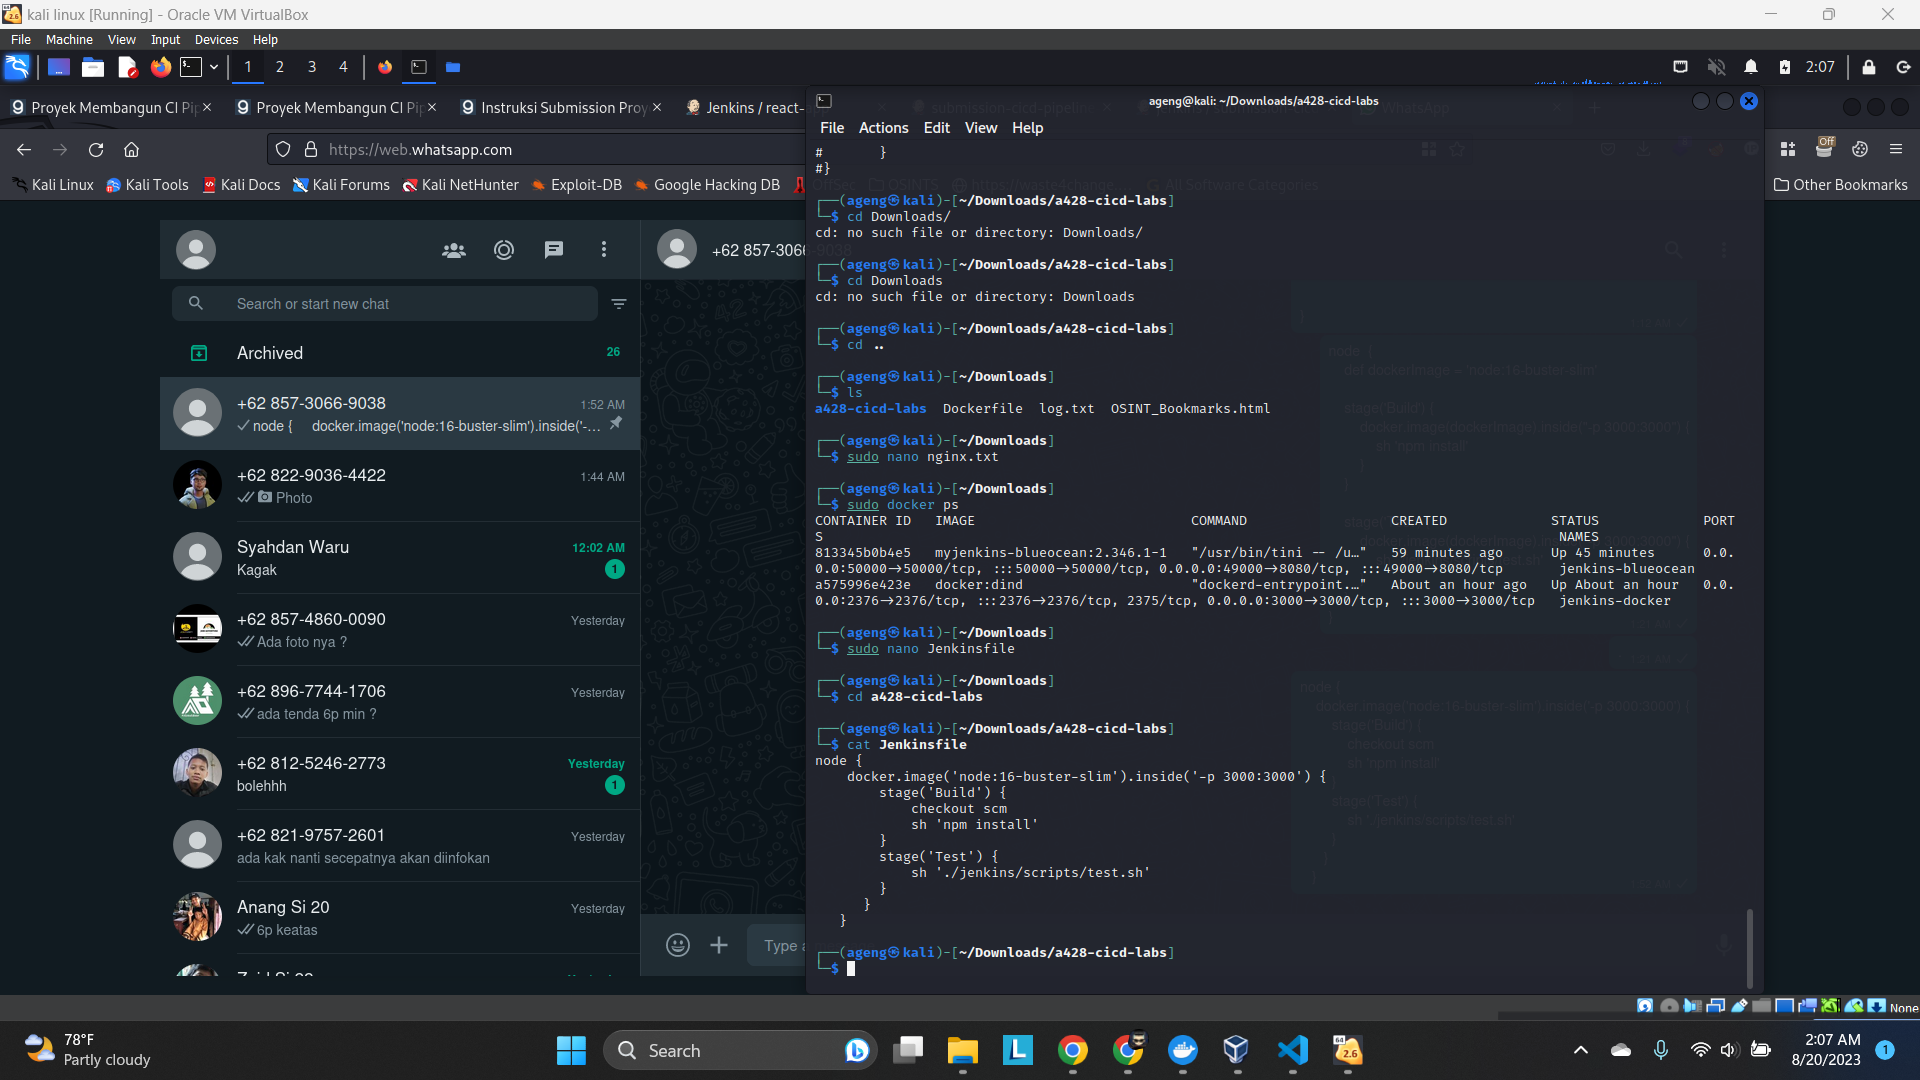 kali linux [Running] - Oracle VM VirtualBox
File Machine View Input Devices Help
1 2 3 4
2:07
Proyek Membangun CI Pip
Proyek Membangun CI Pip
Instruksi Submission Proy
Jenkins / react-
https://web.whatsapp.com
Off
Kali Linux Kali Tools Kali Docs Kali Forums Kali NetHunter Exploit-DB Google Hacking DB
Other Bookmarks
+62 857-3066-9038
Search or start new chat
Archived 26
+62 857-3066-9038 1:52 AM
node { docker.image('node:16-buster-slim').inside('-...
+62 822-9036-4422 1:44 AM
Photo
Syahdan Waru 12:02 AM
Kagak 1
+62 857-4860-0090 Yesterday
Ada foto nya ?
+62 896-7744-1706 Yesterday
ada tenda 6p min ?
+62 812-5246-2773 Yesterday
bolehhh 1
+62 821-9757-2601 Yesterday
ada kak nanti secepatnya akan diinfokan
Anang Si 20 Yesterday
6p keatas
Type a
ageng@kali: ~/Downloads/a428-cicd-labs
File Actions Edit View Help
# }
#}
┌──(ageng㉿kali)-[~/Downloads/a428-cicd-labs]
└─$ cd Downloads/
cd: no such file or directory: Downloads/
┌──(ageng㉿kali)-[~/Downloads/a428-cicd-labs]
└─$ cd Downloads
cd: no such file or directory: Downloads
┌──(ageng㉿kali)-[~/Downloads/a428-cicd-labs]
└─$ cd ..
┌──(ageng㉿kali)-[~/Downloads]
└─$ ls
a428-cicd-labs Dockerfile log.txt OSINT_Bookmarks.html
┌──(ageng㉿kali)-[~/Downloads]
└─$ sudo nano nginx.txt
┌──(ageng㉿kali)-[~/Downloads]
└─$ sudo docker ps
CONTAINER ID IMAGE COMMAND CREATED STATUS PORT
S NAMES
813345b0b4e5 myjenkins-blueocean:2.346.1-1 "/usr/bin/tini -- /u…" 59 minutes ago Up 45 minutes 0.0.
0.0:50000→50000/tcp, :::50000→50000/tcp, 0.0.0.0:49000→8080/tcp, :::49000→8080/tcp jenkins-blueocean
a575996e423e docker:dind "dockerd-entrypoint.…" About an hour ago Up About an hour 0.0.
0.0:2376→2376/tcp, :::2376→2376/tcp, 2375/tcp, 0.0.0.0:3000→3000/tcp, :::3000→3000/tcp jenkins-docker
┌──(ageng㉿kali)-[~/Downloads]
└─$ sudo nano Jenkinsfile
┌──(ageng㉿kali)-[~/Downloads]
└─$ cd a428-cicd-labs
┌──(ageng㉿kali)-[~/Downloads/a428-cicd-labs]
└─$ cat Jenkinsfile
node {
docker.image('node:16-buster-slim').inside('-p 3000:3000') {
stage('Build') {
checkout scm
sh 'npm install'
}
stage('Test') {
sh './jenkins/scripts/test.sh'
}
}
}
┌──(ageng㉿kali)-[~/Downloads/a428-cicd-labs]
└─$
None
78°F
Partly cloudy
Search
64
2.6
2:07 AM
8/20/2023
1